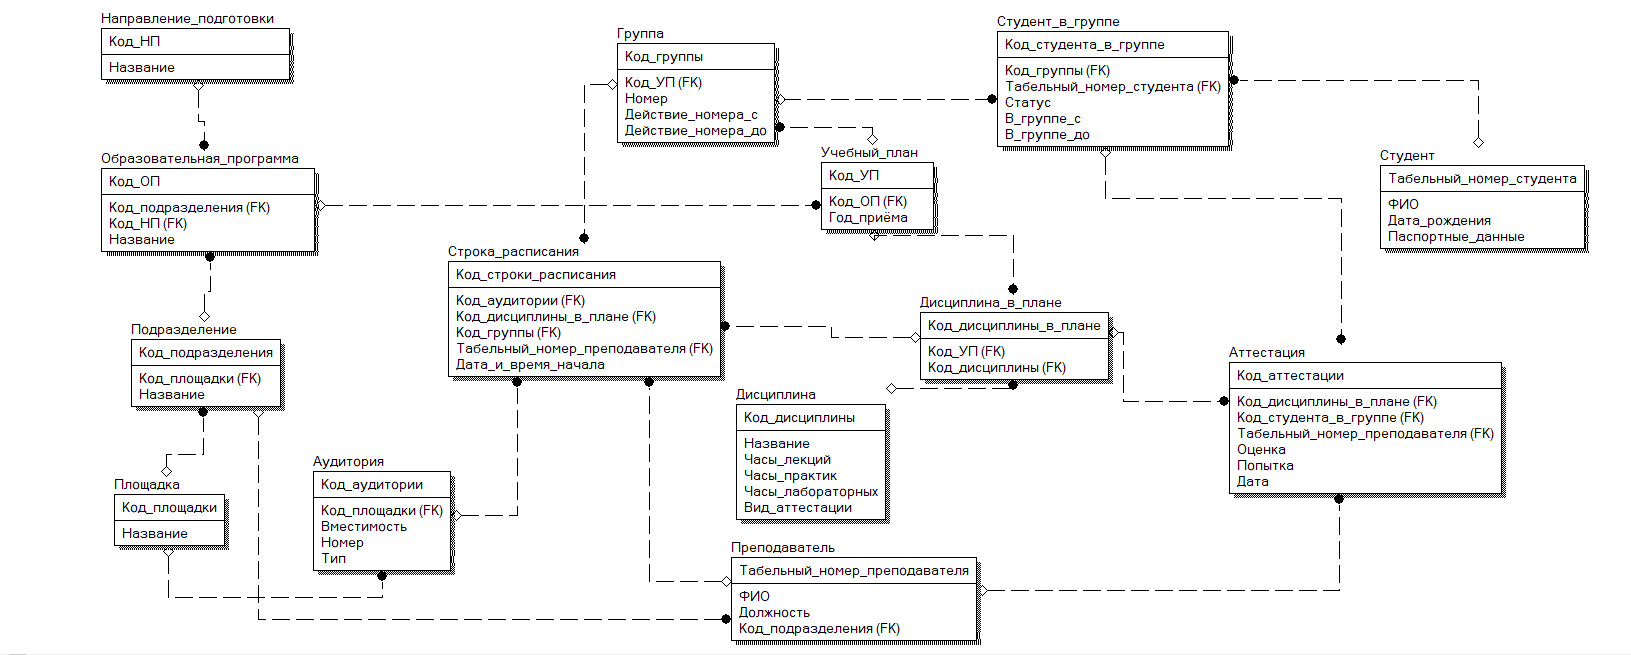 Направление_подготовки
Код_НП
Название
Образовательная_программа
Код_ОП
Код_подразделения (FK)
Код_НП (FK)
Название
Подразделение
Код_подразделения
Код_площадки (FK)
Название
Площадка
Код_площадки
Название
Аудитория
Код_аудитории
Код_площадки (FK)
Вместимость
Номер
Тип
Группа
Код_группы
Код_УП (FK)
Номер
Действие_номера_с
Действие_номера_до
Строка_расписания
Код_строки_расписания
Код_аудитории (FK)
Код_дисциплины_в_плане (FK)
Код_группы (FK)
Табельный_номер_преподавателя (FK)
Дата_и_время_начала
Учебный_план
Код_УП
Код_ОП (FK)
Год_приёма
Дисциплина_в_плане
Код_дисциплины_в_плане
Код_УП (FK)
Код_дисциплины (FK)
Дисциплина
Код_дисциплины
Название
Часы_лекций
Часы_практик
Часы_лабораторных
Вид_аттестации
Преподаватель
Табельный_номер_преподавателя
ФИО
Должность
Код_подразделения (FK)
Студент_в_группе
Код_студента_в_группе
Код_группы (FK)
Табельный_номер_студента (FK)
Статус
В_группе_с
В_группе_до
Студент
Табельный_номер_студента
ФИО
Дата_рождения
Паспортные_данные
Аттестация
Код_аттестации
Код_дисциплины_в_плане (FK)
Код_студента_в_группе (FK)
Табельный_номер_преподавателя (FK)
Оценка
Попытка
Дата